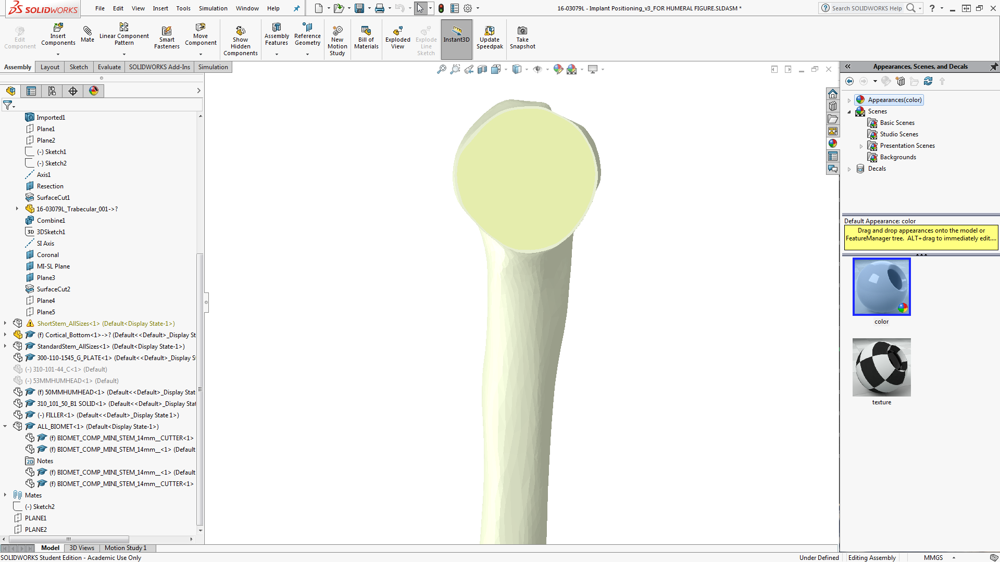 SOLIDWORKS
File Edit View Insert Tools Simulation Window Help
16-03079L - Implant Positioning_v3_FOR HUMERAL FIGURE.SLDASM *
Search SOLIDWORKS Help
Edit Component
Insert Components
Mate
Linear Component Pattern
Smart Fasteners
Move Component
Show Hidden Components
Assembly Features
Reference Geometry
New Motion Study
Bill of Materials
Exploded View
Explode Line Sketch
Instant3D
Update Speedpak
Take Snapshot
Assembly Layout Sketch Evaluate SOLIDWORKS Add-Ins Simulation
Imported1
Plane1
Plane2
(-) Sketch1
(-) Sketch2
Axis1
Resection
SurfaceCut1
16-03079L_Trabecular_001->?
Combine1
3D 3DSketch1
SI Axis
Coronal
MI-SL Plane
Plane3
SurfaceCut2
Plane4
Plane5
ShortStem_AllSizes<1> (Default<Display State-1>)
(f) Cortical_Bottom<1>->? (Default<<Default>_Display St
StandardStem_AllSizes<1> (Default<Display State-1>)
300-110-1545_G_PLATE<1> (Default<<Default>_Display S
(-) 310-101-44_C<1> (Default)
(-) 53MMHUMHEAD<1> (Default)
(f) 50MMHUMHEAD<1> (Default<<Default>_Display Stat
310_101_50_B1 SOLID<1> (Default<<Default>_Display Stat
(-) FILLER<1> (Default<<Default>_Display State 1>)
ALL_BIOMET<1> (Default<Display State-1>)
(f) BIOMET_COMP_MINI_STEM_14mm__CUTTER<1>
(f) BIOMET_COMP_MINI_STEM_14mm__<1> (Default
2D Notes
(f) BIOMET_COMP_MINI_STEM_14mm__<1> (Default
(f) BIOMET_COMP_MINI_STEM_14mm__CUTTER<1>
Mates
(-) Sketch2
PLANE1
PLANE2
Model 3D Views Motion Study 1
SOLIDWORKS Student Edition - Academic Use Only
Under Defined Editing Assembly MMGS
Appearances, Scenes, and Decals
Appearances(color)
Scenes
Basic Scenes
Studio Scenes
Presentation Scenes
Backgrounds
Decals
Default Appearance: color
Drag and drop appearances onto the model or
FeatureManager tree. ALT+drag to immediately edit....
color
texture